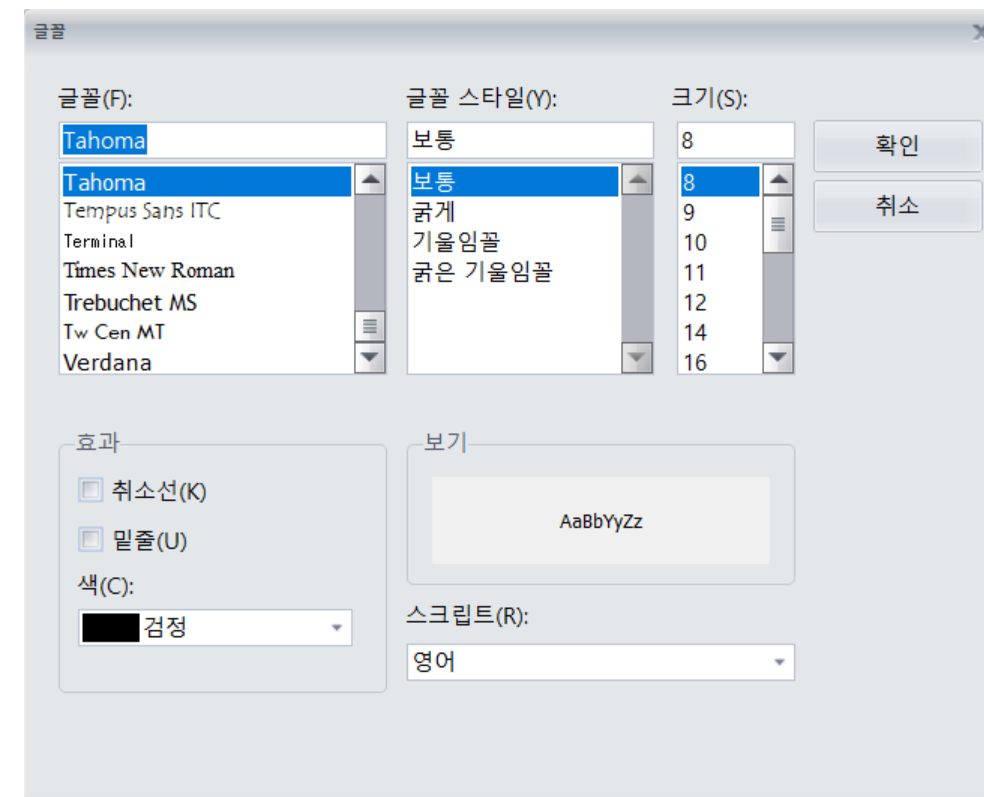 글꼴
글꼴(F):
Tahoma
Tahoma
Tempus Sans ITC
Terminal
Times New Roman
Trebuchet MS
Tw Cen MT
Verdana
글꼴 스타일(Y):
보통
보통
굵게
기울임꼴
굵은 기울임꼴
크기(S):
8
8
9
10
11
12
14
16
확인
취소
효과
취소선(K)
밑줄(U)
색(C):
검정
보기
AaBbYyZz
스크립트(R):
영어